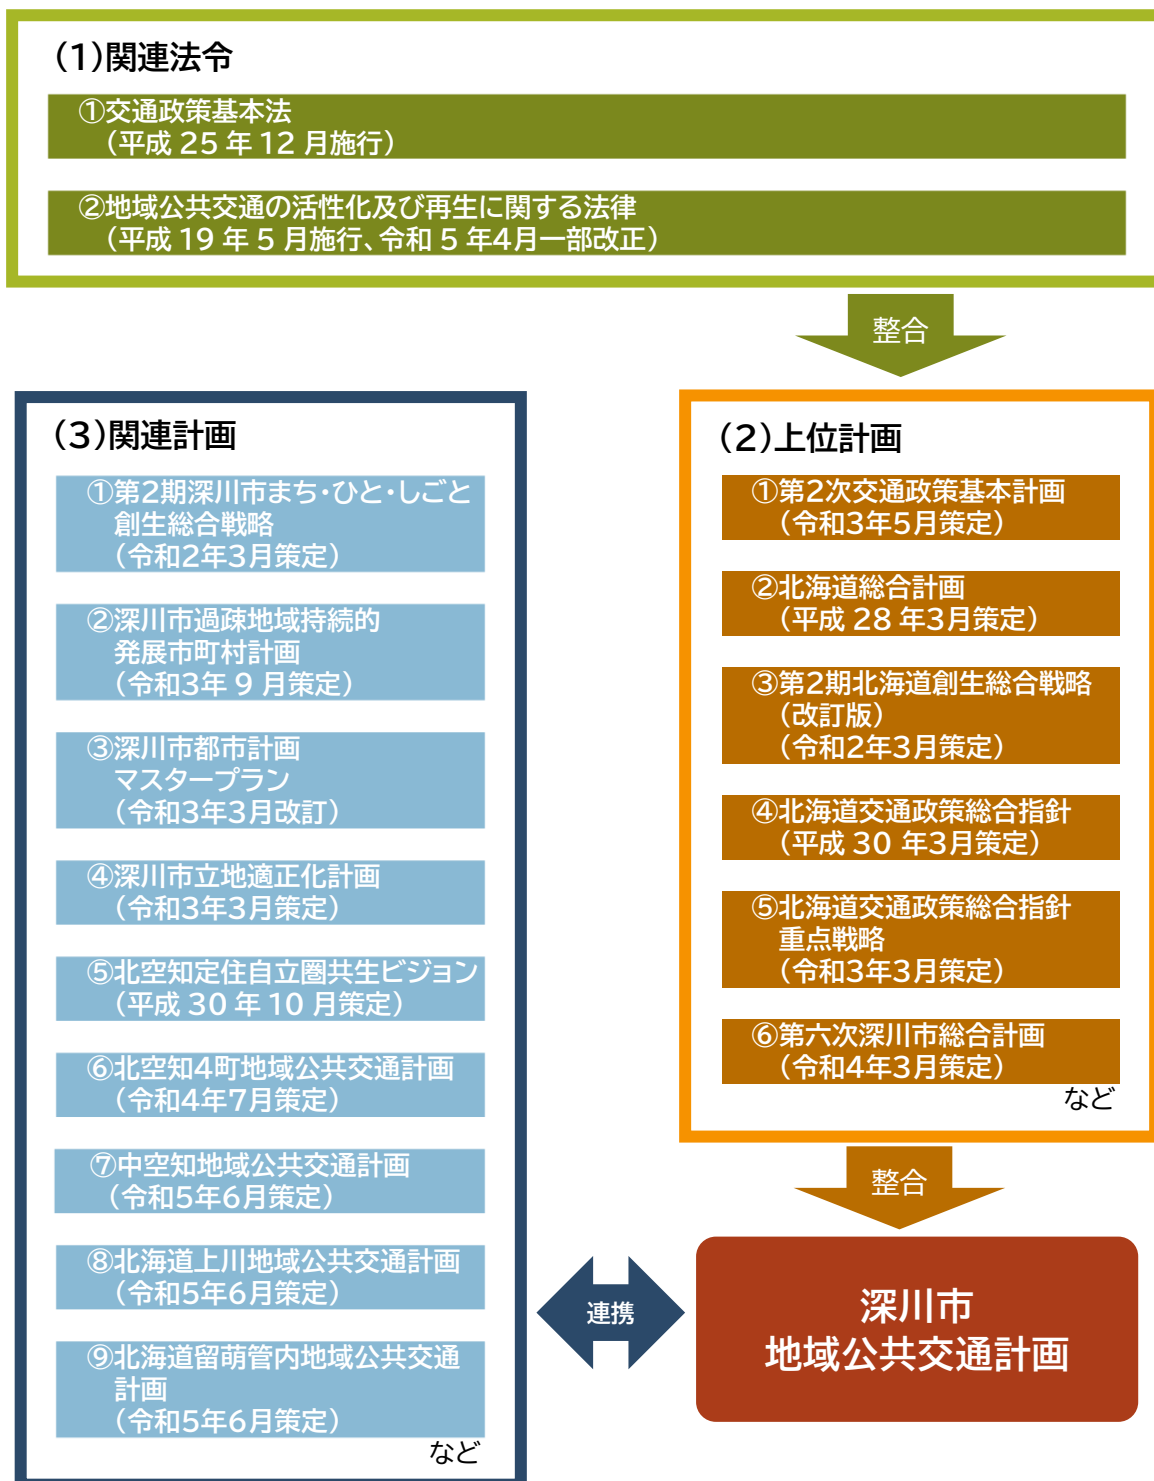 (1)関連法令
①交通政策基本法
(平成 25 年 12 月施行)
②地域公共交通の活性化及び再生に関する法律
(平成 19 年 5 月施行、令和 5 年4月一部改正)
整合
(3)関連計画
①第2期深川市まち・ひと・しごと
創生総合戦略
(令和2年3月策定)
②深川市過疎地域持続的
発展市町村計画
(令和3年 9 月策定)
③深川市都市計画
マスタープラン
(令和3年3月改訂)
④深川市立地適正化計画
(令和3年3月策定)
⑤北空知定住自立圏共生ビジョン
(平成 30 年 10 月策定)
⑥北空知4町地域公共交通計画
(令和4年7月策定)
⑦中空知地域公共交通計画
(令和5年6月策定)
⑧北海道上川地域公共交通計画
(令和5年6月策定)
⑨北海道留萌管内地域公共交通
計画
(令和5年6月策定)
など
(2)上位計画
①第2次交通政策基本計画
(令和3年5月策定)
②北海道総合計画
(平成 28 年3月策定)
③第2期北海道創生総合戦略
(改訂版)
(令和2年3月策定)
④北海道交通政策総合指針
(平成 30 年3月策定)
⑤北海道交通政策総合指針
重点戦略
(令和3年3月策定)
⑥第六次深川市総合計画
(令和4年3月策定)
など
整合
連携
深川市
地域公共交通計画